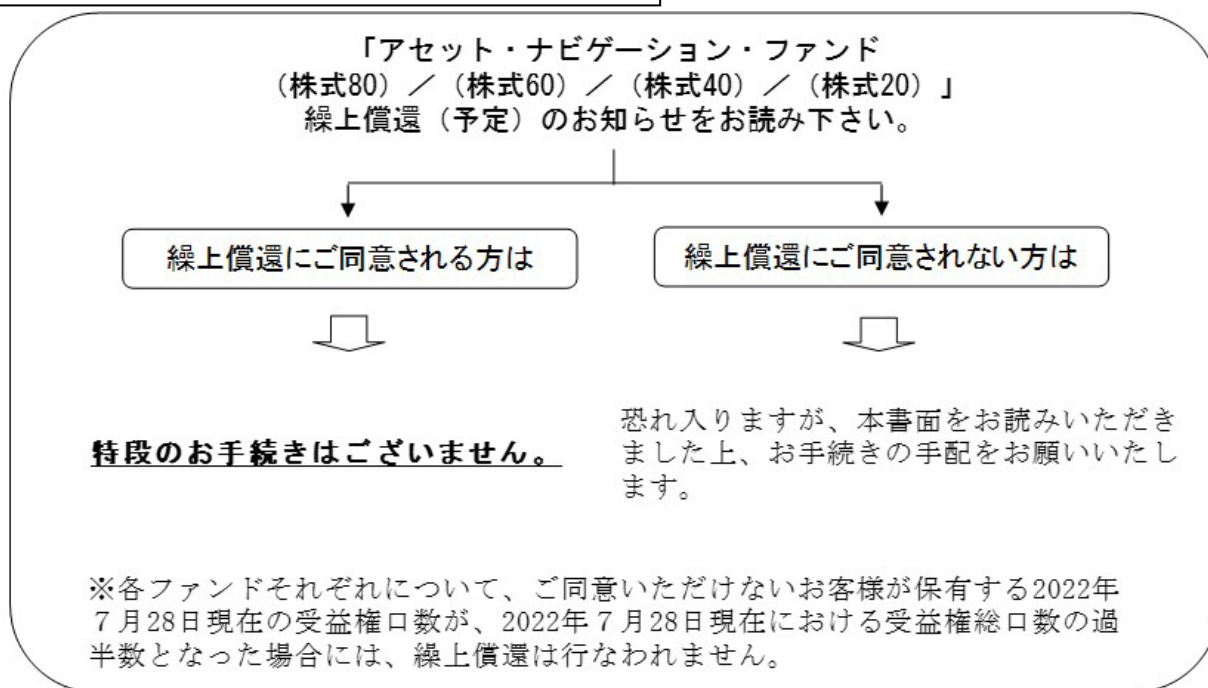 「アセット・ナビゲーション・ファンド
（株式80）／（株式60）／（株式40）／（株式20）」
繰上償還（予定）のお知らせをお読み下さい。
繰上償還にご同意される方は
繰上償還にご同意されない方は
特段のお手続きはございません。
恐れ入りますが、本書面をお読みいただき
ました上、お手続きの手配をお願いいたし
ます。
※各ファンドそれぞれについて、ご同意いただけないお客様が保有する2022年
７月28日現在の受益権口数が、2022年７月28日現在における受益権総口数の過
半数となった場合には、繰上償還は行なわれません。